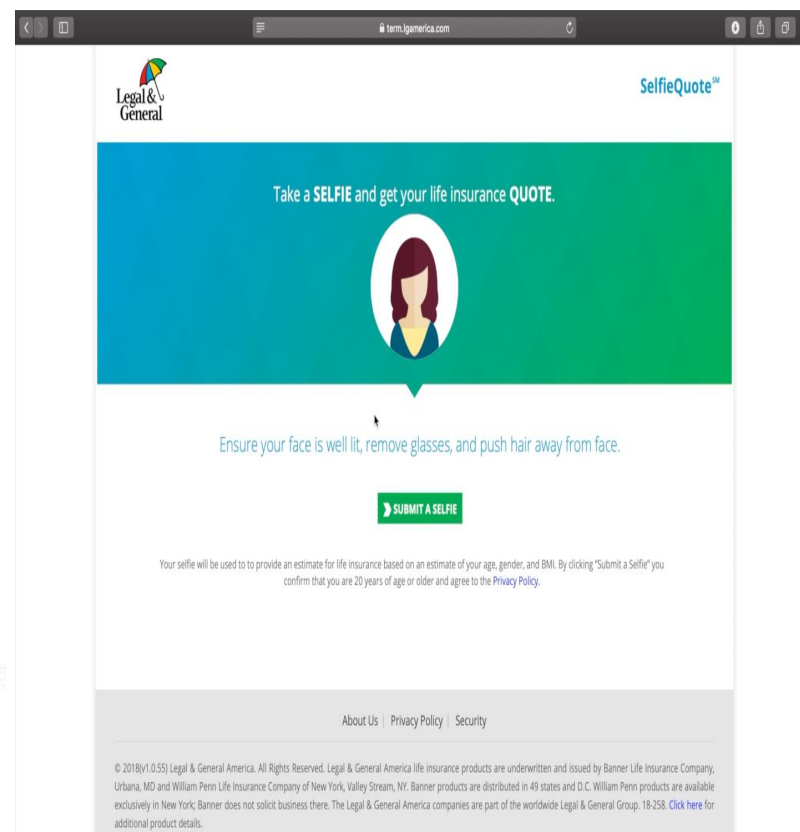 term.lgamerica.com
Legal &
General
SelfieQuote℠
Take a SELFIE and get your life insurance QUOTE.
Ensure your face is well lit, remove glasses, and push hair away from face.
SUBMIT A SELFIE
Your selfie will be used to to provide an estimate for life insurance based on an estimate of your age, gender, and BMI. By clicking "Submit a Selfie" you
confirm that you are 20 years of age or older and agree to the Privacy Policy.
About Us | Privacy Policy | Security
© 2018(v1.0.55) Legal & General America. All Rights Reserved. Legal & General America life insurance products are underwritten and issued by Banner Life Insurance Company,
Urbana, MD and William Penn Life Insurance Company of New York, Valley Stream, NY. Banner products are distributed in 49 states and D.C. William Penn products are available
exclusively in New York; Banner does not solicit business there. The Legal & General America companies are part of the worldwide Legal & General Group. 18-258. Click here for
additional product details.